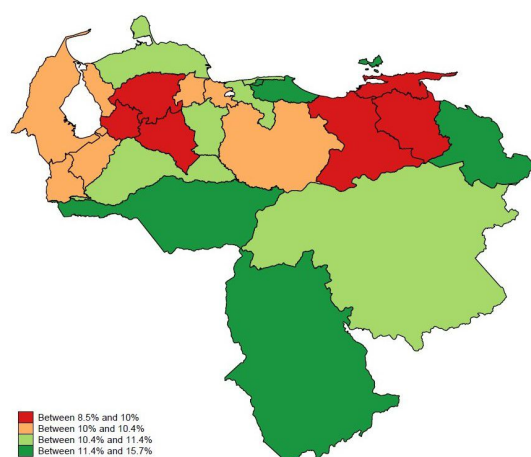 Between 8.5% and 10%
Between 10% and 10.4%
Between 10.4% and 11.4%
Between 11.4% and 15.7%